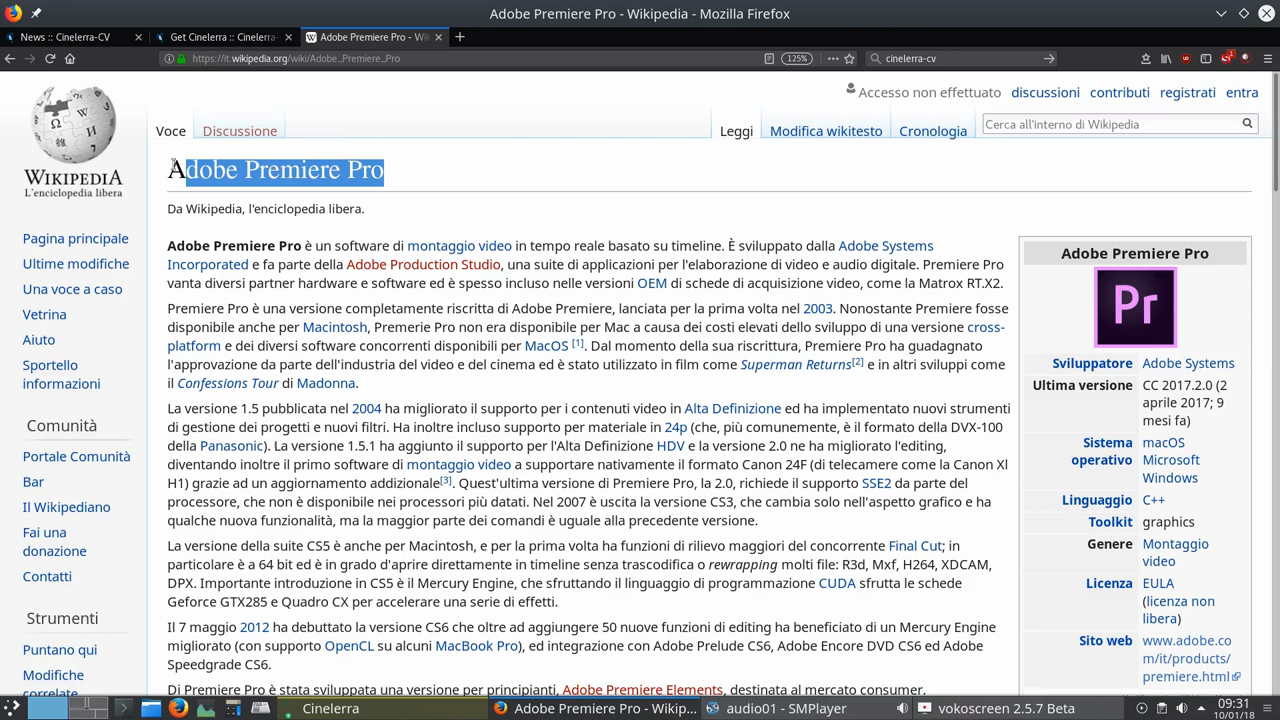 Adobe Premiere Pro - Wikipedia - Mozilla Firefox
News :: Cinelerra-CV
Get Cinelerra :: Cinelerra-
Adobe Premiere Pro - Wi
https://it.wikipedia.org/wiki/Adobe_Premiere_Pro
125%
cinelerra-cv
Accesso non effettuato discussioni contributi registrati entra
Voce Discussione Leggi Modifica wikitesto Cronologia Cerca all'interno di Wikipedia
WIKIPEDIA
L'enciclopedia libera
Pagina principale
Ultime modifiche
Una voce a caso
Vetrina
Aiuto
Sportello
informazioni
Comunità
Portale Comunità
Bar
Il Wikipediano
Fai una
donazione
Contatti
Strumenti
Puntano qui
Modifiche
correlate
Adobe Premiere Pro
Da Wikipedia, l'enciclopedia libera.
Adobe Premiere Pro è un software di montaggio video in tempo reale basato su timeline. È sviluppato dalla Adobe Systems
Incorporated e fa parte della Adobe Production Studio, una suite di applicazioni per l'elaborazione di video e audio digitale. Premiere Pro
vanta diversi partner hardware e software ed è spesso incluso nelle versioni OEM di schede di acquisizione video, come la Matrox RT.X2.
Premiere Pro è una versione completamente riscritta di Adobe Premiere, lanciata per la prima volta nel 2003. Nonostante Premiere fosse
disponibile anche per Macintosh, Premerie Pro non era disponibile per Mac a causa dei costi elevati dello sviluppo di una versione cross-
platform e dei diversi software concorrenti disponibili per MacOS [1]. Dal momento della sua riscrittura, Premiere Pro ha guadagnato
l'approvazione da parte dell'industria del video e del cinema ed è stato utilizzato in film come Superman Returns[2] e in altri sviluppi come
il Confessions Tour di Madonna.
La versione 1.5 pubblicata nel 2004 ha migliorato il supporto per i contenuti video in Alta Definizione ed ha implementato nuovi strumenti
di gestione dei progetti e nuovi filtri. Ha inoltre incluso supporto per materiale in 24p (che, più comunemente, è il formato della DVX-100
della Panasonic). La versione 1.5.1 ha aggiunto il supporto per l'Alta Definizione HDV e la versione 2.0 ne ha migliorato l'editing,
diventando inoltre il primo software di montaggio video a supportare nativamente il formato Canon 24F (di telecamere come la Canon Xl
H1) grazie ad un aggiornamento addizionale[3]. Quest'ultima versione di Premiere Pro, la 2.0, richiede il supporto SSE2 da parte del
processore, che non è disponibile nei processori più datati. Nel 2007 è uscita la versione CS3, che cambia solo nell'aspetto grafico e ha
qualche nuova funzionalità, ma la maggior parte dei comandi è uguale alla precedente versione.
La versione della suite CS5 è anche per Macintosh, e per la prima volta ha funzioni di rilievo maggiori del concorrente Final Cut; in
particolare è a 64 bit ed è in grado d'aprire direttamente in timeline senza trascodifica o rewrapping molti file: R3d, Mxf, H264, XDCAM,
DPX. Importante introduzione in CS5 è il Mercury Engine, che sfruttando il linguaggio di programmazione CUDA sfrutta le schede
Geforce GTX285 e Quadro CX per accelerare una serie di effetti.
Il 7 maggio 2012 ha debuttato la versione CS6 che oltre ad aggiungere 50 nuove funzioni di editing ha beneficiato di un Mercury Engine
migliorato (con supporto OpenCL su alcuni MacBook Pro), ed integrazione con Adobe Prelude CS6, Adobe Encore DVD CS6 ed Adobe
Speedgrade CS6.
Di Premiere Pro è stata sviluppata una versione per principianti, Adobe Premiere Elements, destinata al mercato consumer.
Adobe Premiere Pro
Pr
Sviluppatore Adobe Systems
Ultima versione CC 2017.2.0 (2
aprile 2017; 9
mesi fa)
Sistema macOS
operativo Microsoft
Windows
Linguaggio C++
Toolkit graphics
Genere Montaggio
video
Licenza EULA
(licenza non
libera)
Sito web www.adobe.co
m/it/products/
premiere.html
Cinelerra
Adobe Premiere Pro - Wikip...
audio01 - SMPlayer
vokoscreen 2.5.7 Beta
09:31
10/01/18